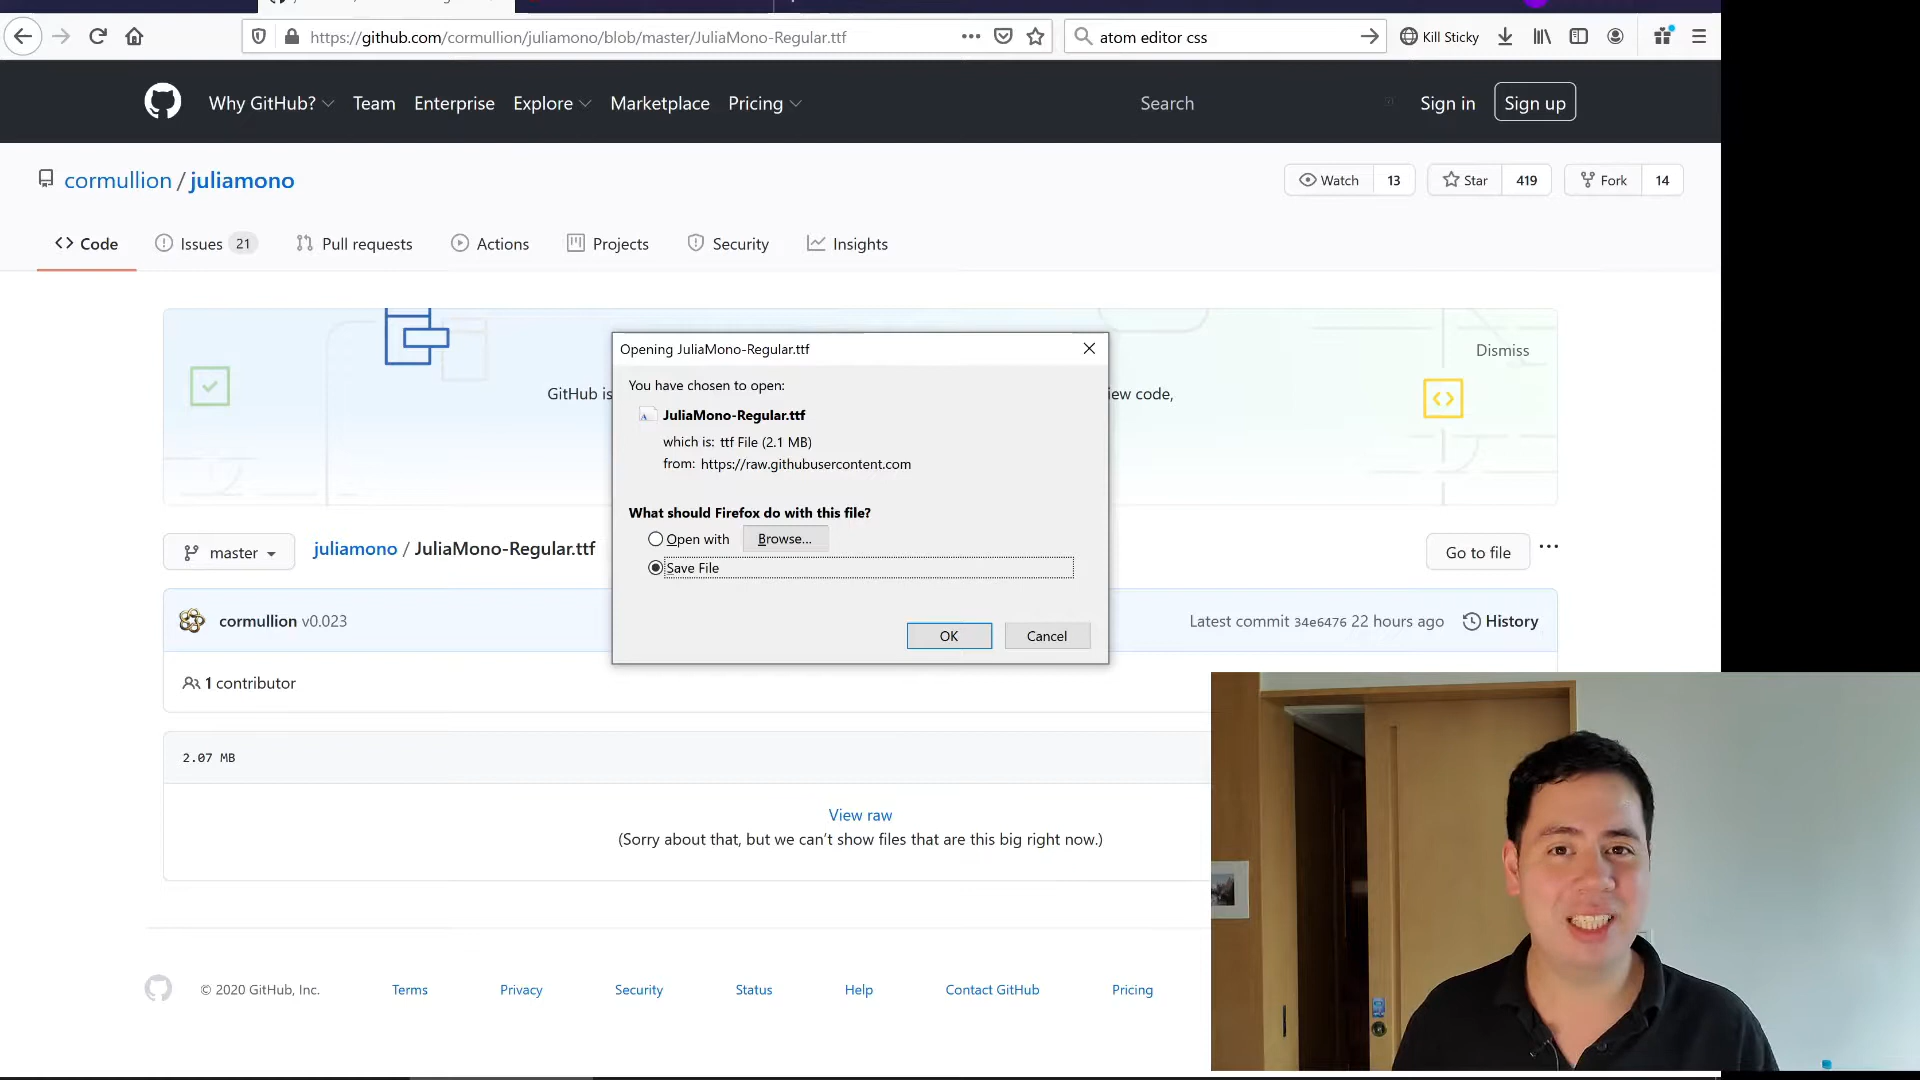 https://github.com/cormullion/juliamono/blob/master/JuliaMono-Regular.ttf
atom editor css
Kill Sticky
Why GitHub? Team Enterprise Explore Marketplace Pricing
Search
Sign in
Sign up
cormullion / juliamono
Watch 13
Star 419
Fork 14
Code
Issues 21
Pull requests
Actions
Projects
Security
Insights
Dismiss
GitHub is
iew code,
Opening JuliaMono-Regular.ttf
You have chosen to open:
JuliaMono-Regular.ttf
which is: ttf File (2.1 MB)
from: https://raw.githubusercontent.com
What should Firefox do with this file?
Open with Browse...
Save File
OK Cancel
master
juliamono / JuliaMono-Regular.ttf
Go to file
cormullion v0.023
Latest commit 34e6476 22 hours ago
History
1 contributor
2.07 MB
View raw
(Sorry about that, but we can’t show files that are this big right now.)
© 2020 GitHub, Inc. Terms Privacy Security Status Help Contact GitHub Pricing